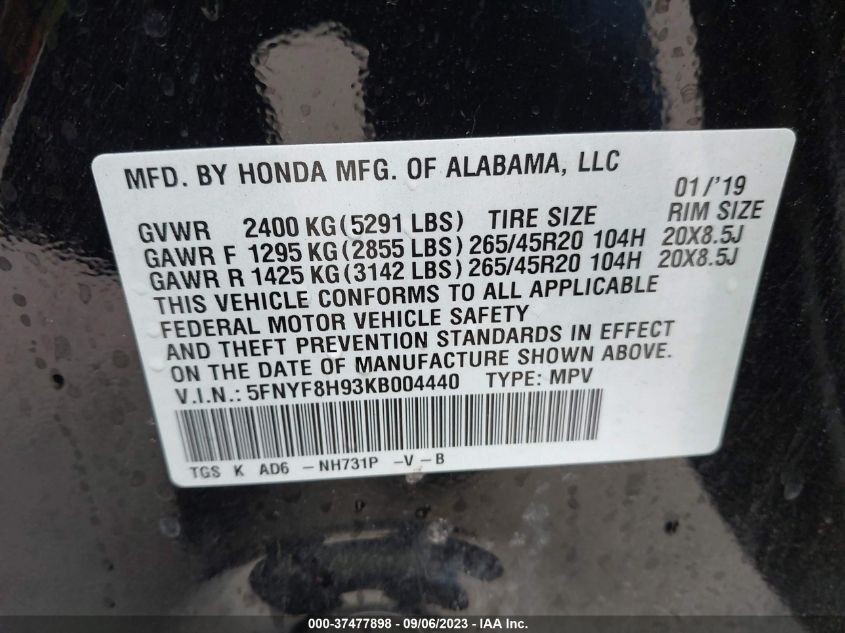 MFD. BY HONDA MFG. OF ALABAMA, LLC
01/'19
GVWR 2400 KG(5291 LBS) TIRE SIZE RIM SIZE
GAWR F 1295 KG(2855 LBS) 265/45R20 104H 20X8.5J
GAWR R 1425 KG(3142 LBS) 265/45R20 104H 20X8.5J
THIS VEHICLE CONFORMS TO ALL APPLICABLE
FEDERAL MOTOR VEHICLE SAFETY
AND THEFT PREVENTION STANDARDS IN EFFECT
ON THE DATE OF MANUFACTURE SHOWN ABOVE.
V.I.N.: 5FNYF8H93KB004440 TYPE: MPV
TGS K AD6 - NH731P - V - B
000-37477898 - 09/06/2023 - IAA Inc.